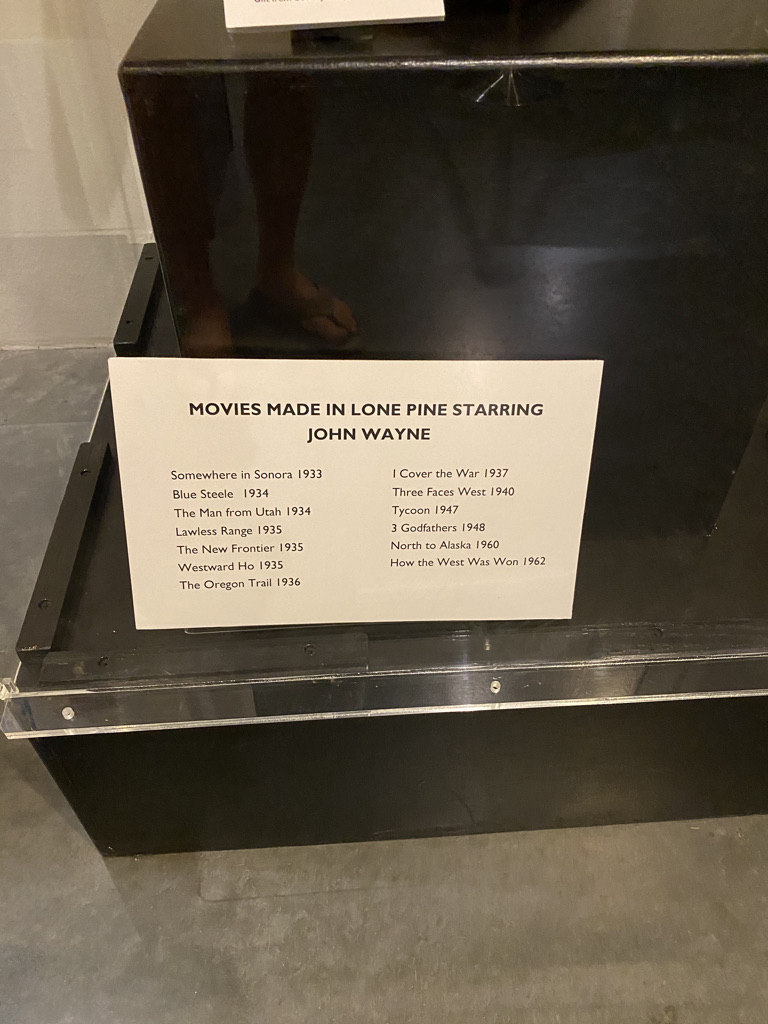 MOVIES MADE IN LONE PINE STARRING
JOHN WAYNE
Somewhere in Sonora 1933
Blue Steele 1934
The Man from Utah 1934
Lawless Range 1935
The New Frontier 1935
Westward Ho 1935
The Oregon Trail 1936
I Cover the War 1937
Three Faces West 1940
Tycoon 1947
3 Godfathers 1948
North to Alaska 1960
How the West Was Won 1962